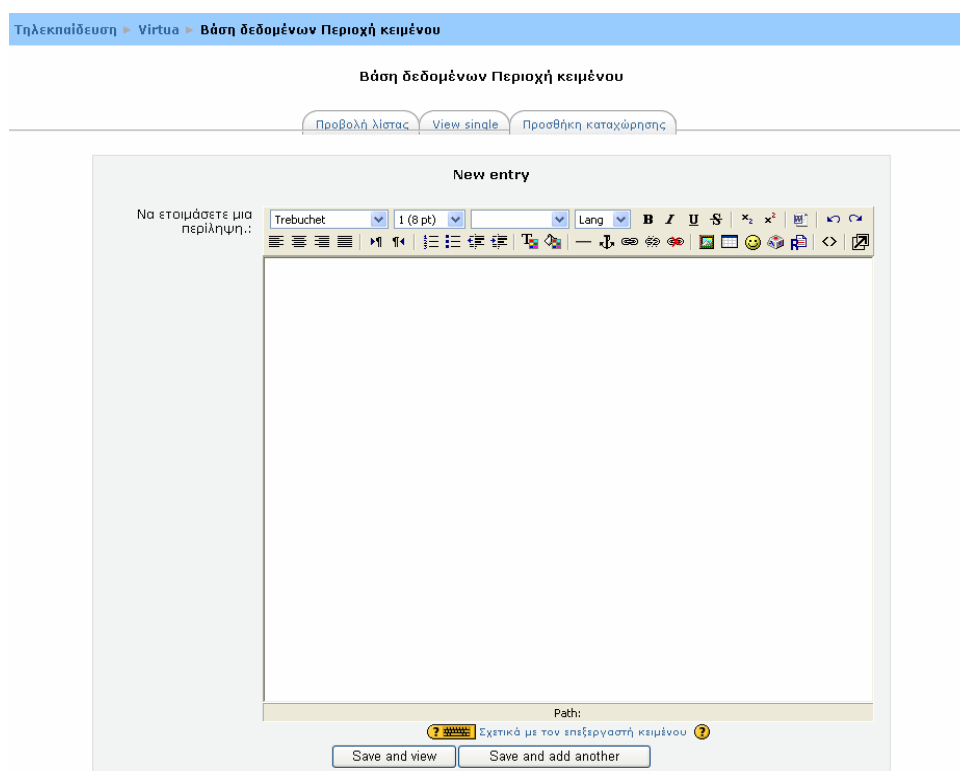 Τηλεκπαίδευση ► Virtua ► Βάση δεδομένων Περιοχή κειμένου
Βάση δεδομένων Περιοχή κειμένου
Προβολή λίστας View single Προσθήκη καταχώρησης
New entry
Να ετοιμάσετε μια
περίληψη.:
Trebuchet 1 (8 pt) Lang B I U S x₂ x²
Path:
Σχετικά με τον επεξεργαστή κειμένου ?
Save and view Save and add another